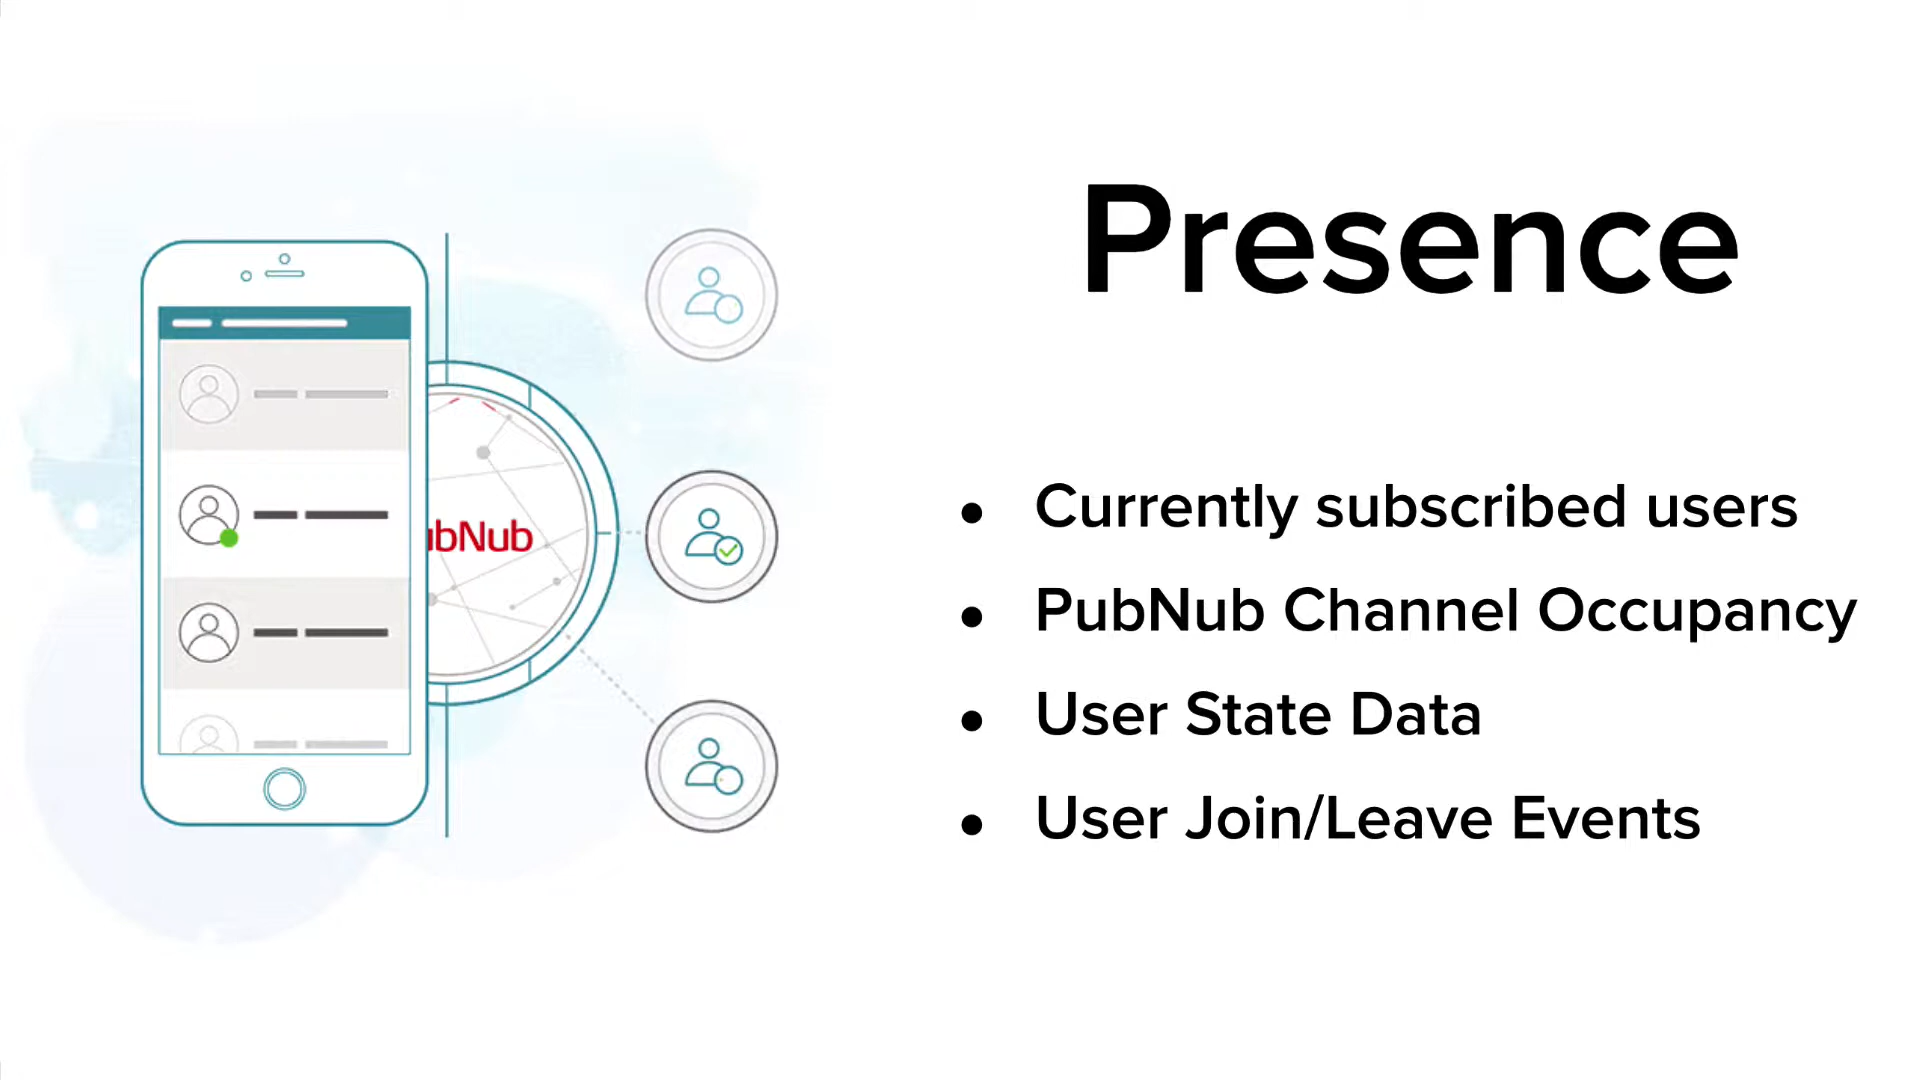 Presence
ubNub
• Currently subscribed users
• PubNub Channel Occupancy
• User State Data
• User Join/Leave Events